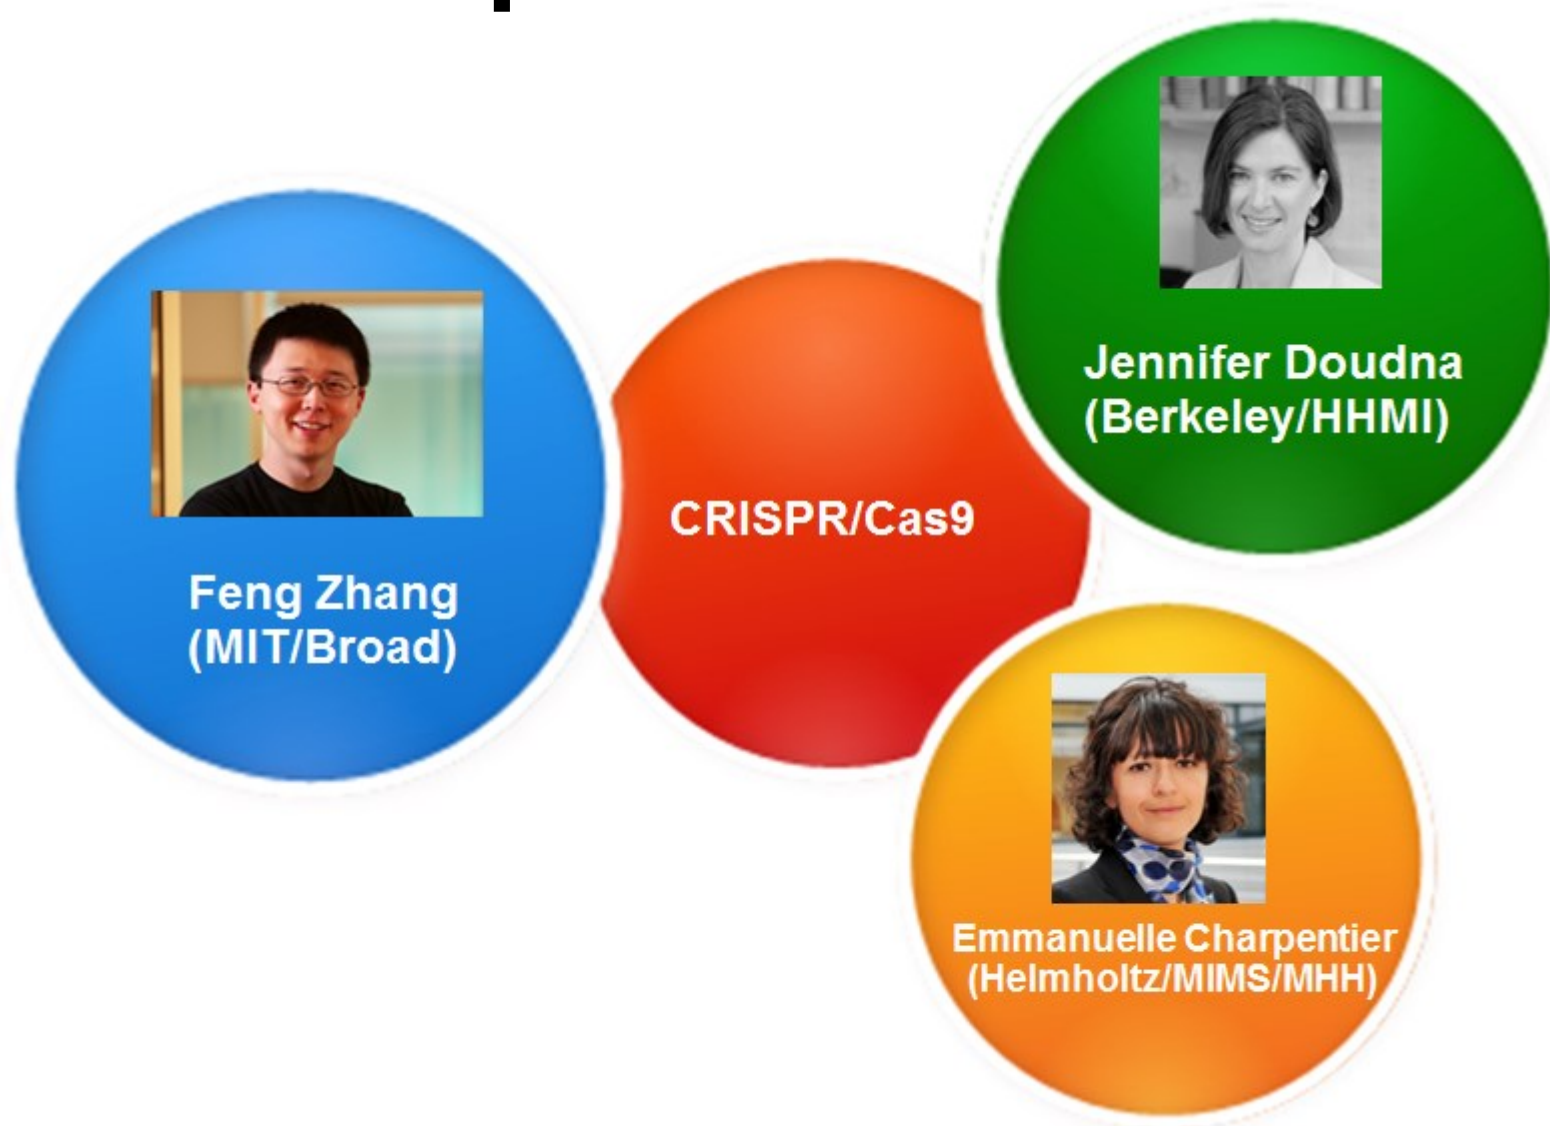 Feng Zhang
(MIT/Broad)
CRISPR/Cas9
Jennifer Doudna
(Berkeley/HHMI)
Emmanuelle Charpentier
(Helmholtz/MIMS/MHH)